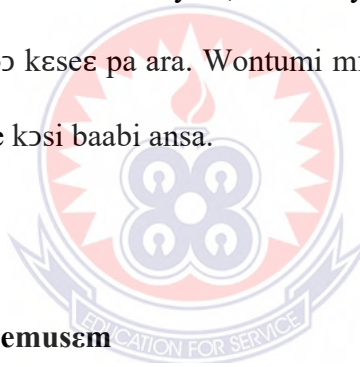 ɔ kɛseɛ pa ara. Wontumi m
e kɔsi baabi ansa.
emusɛm
EDUCATION FOR SERVICE